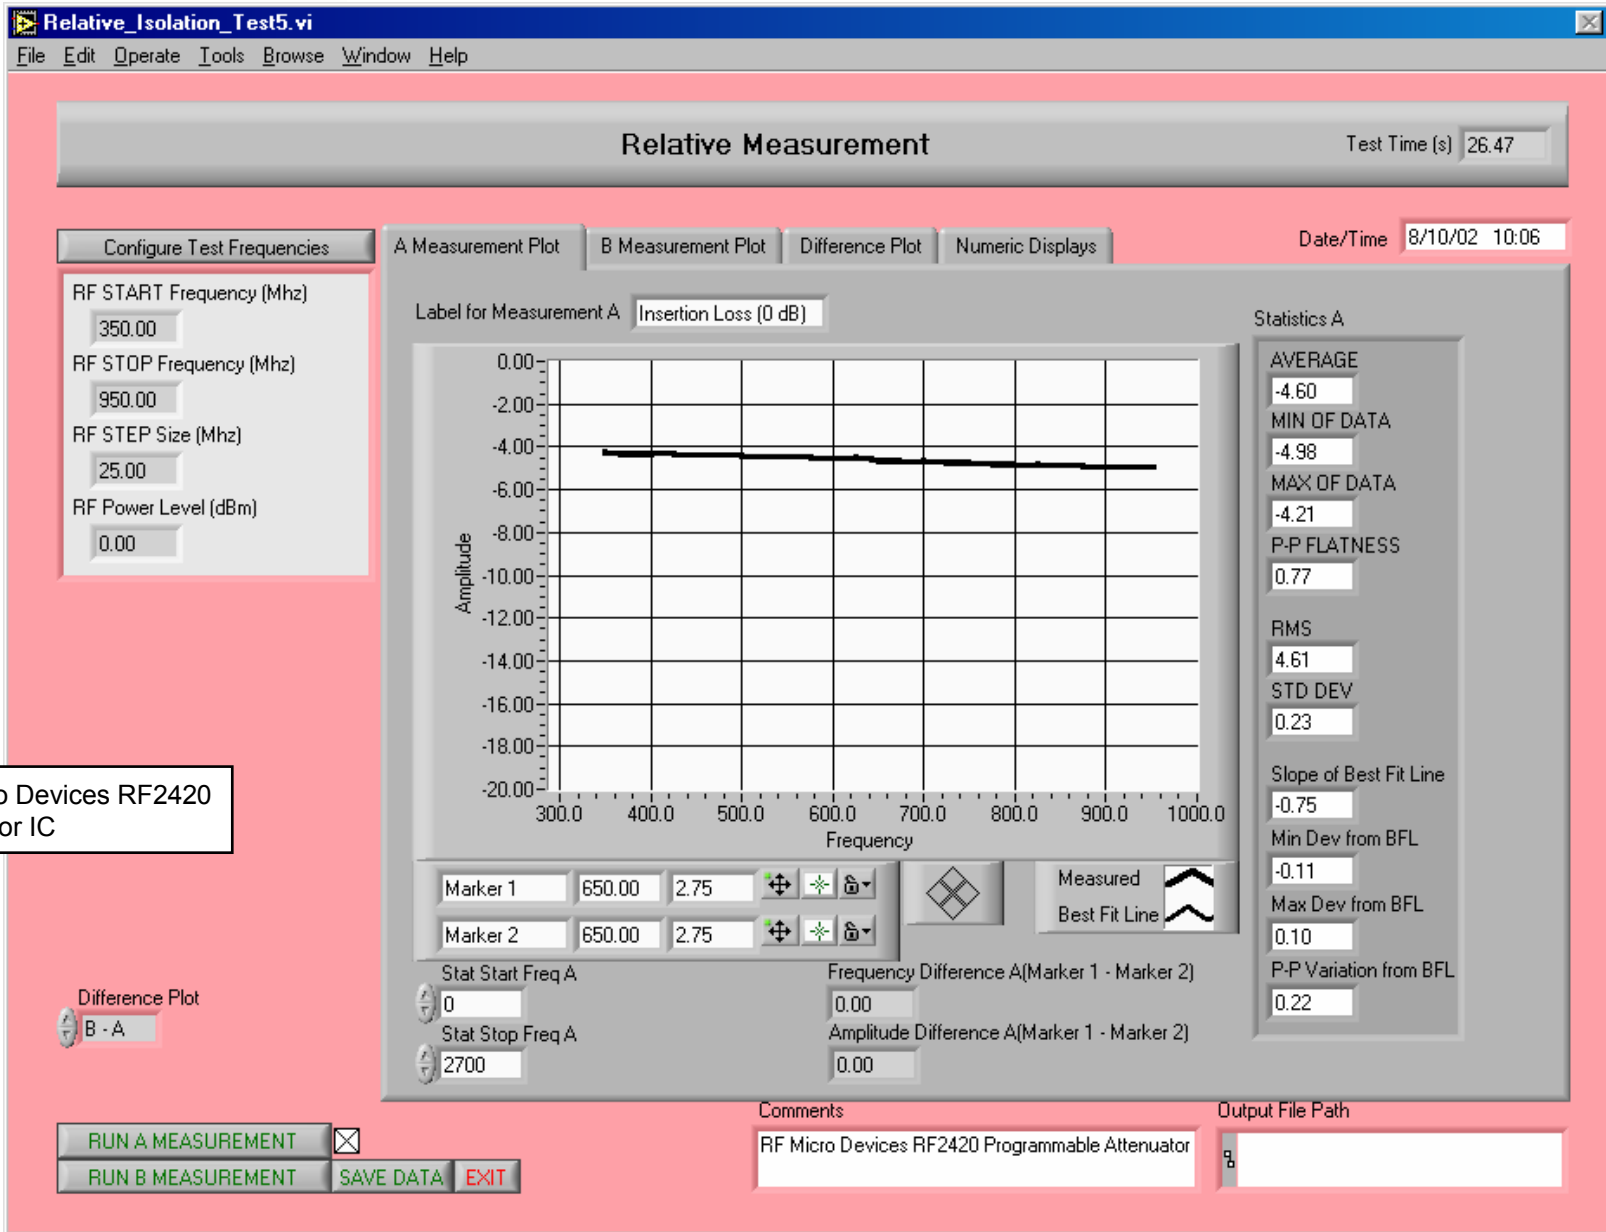 Relative_Isolation_Test5.vi
File Edit Operate Tools Browse Window Help
Relative Measurement
Test Time (s) 26.47
Configure Test Frequencies
RF START Frequency (Mhz)
350.00
RF STOP Frequency (Mhz)
950.00
RF STEP Size (Mhz)
25.00
RF Power Level (dBm)
0.00
A Measurement Plot
B Measurement Plot
Difference Plot
Numeric Displays
Date/Time 8/10/02 10:06
Label for Measurement A Insertion Loss (0 dB)
Amplitude
0.00
-2.00
-4.00
-6.00
-8.00
-10.00
-12.00
-14.00
-16.00
-18.00
-20.00
300.0 400.0 500.0 600.0 700.0 800.0 900.0 1000.0
Frequency
Statistics A
AVERAGE
-4.60
MIN OF DATA
-4.98
MAX OF DATA
-4.21
P-P FLATNESS
0.77
RMS
4.61
STD DEV
0.23
Slope of Best Fit Line
-0.75
Min Dev from BFL
-0.11
Max Dev from BFL
0.10
P-P Variation from BFL
0.22
Devices RF2420
IC
Marker 1 650.00 2.75
Marker 2 650.00 2.75
Measured
Best Fit Line
Stat Start Freq A
0
Stat Stop Freq A
2700
Frequency Difference A(Marker 1 - Marker 2)
0.00
Amplitude Difference A(Marker 1 - Marker 2)
0.00
Difference Plot
B - A
RUN A MEASUREMENT
RUN B MEASUREMENT
SAVE DATA
EXIT
Comments
RF Micro Devices RF2420 Programmable Attenuator
Output File Path